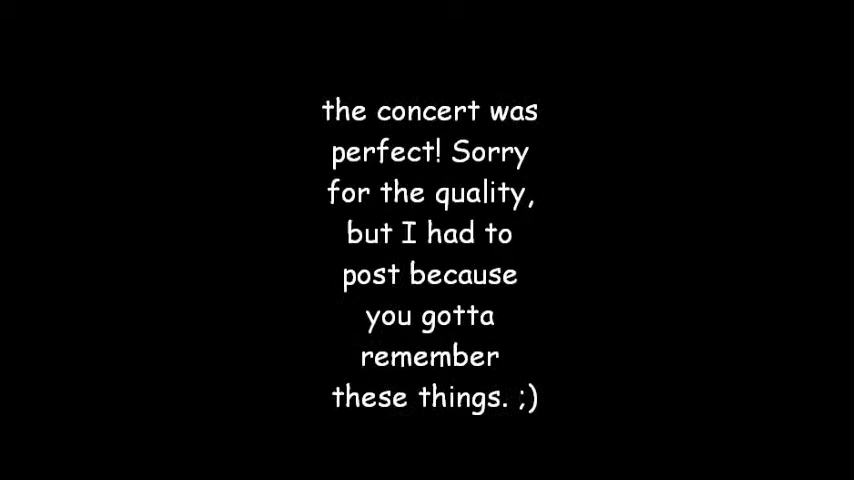 the concert was
perfect! Sorry
for the quality,
but I had to
post because
you gotta
remember
these things. ;)